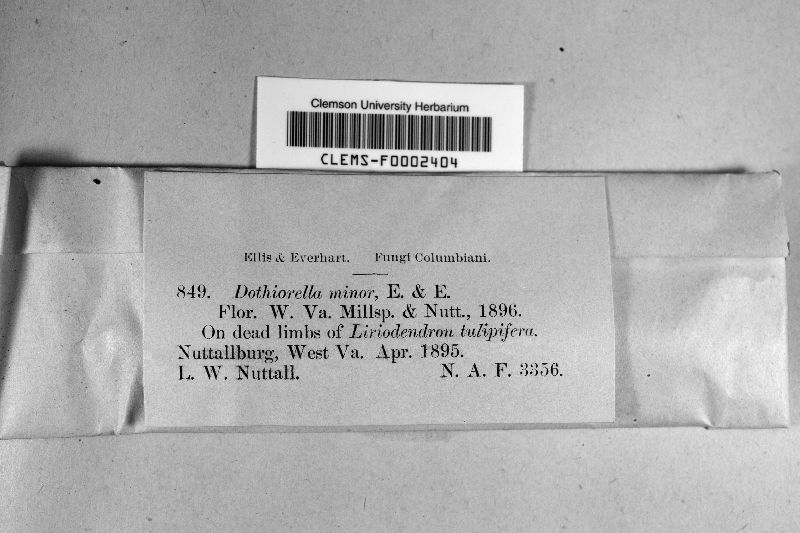 Clemson University Herbarium
CLEMS-F0002404
Ellis & Everhart. Fungi Columbiani.
849. Dothiorella minor, E. & E.
Flor. W. Va. Millsp. & Nutt., 1896.
On dead limbs of Liriodendron tulipifera.
Nuttallburg, West Va. Apr. 1895.
L. W. Nuttall. N. A. F. 3356.